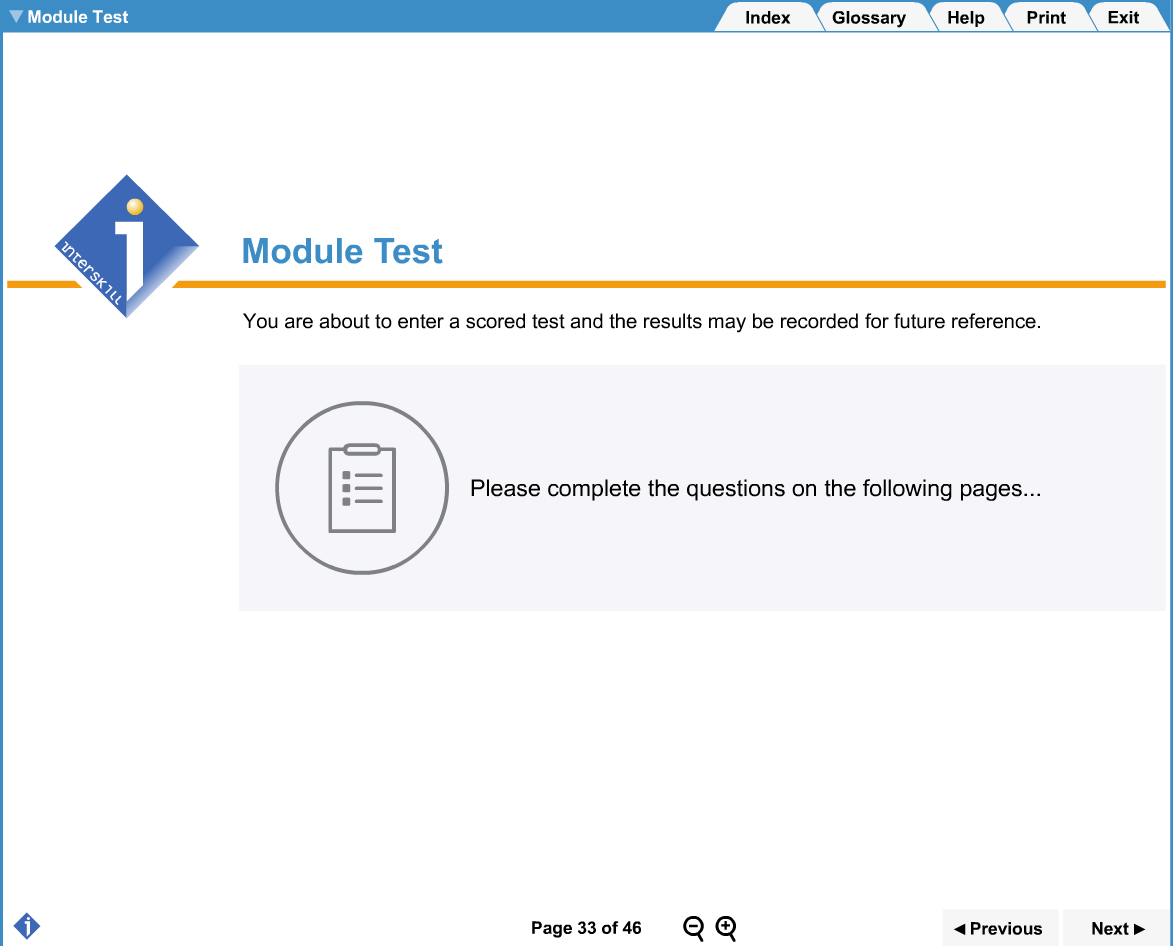 Module Test
Index Glossary Help Print Exit
interskill
Module Test
You are about to enter a scored test and the results may be recorded for future reference.
Please complete the questions on the following pages...
Page 33 of 46
Previous
Next